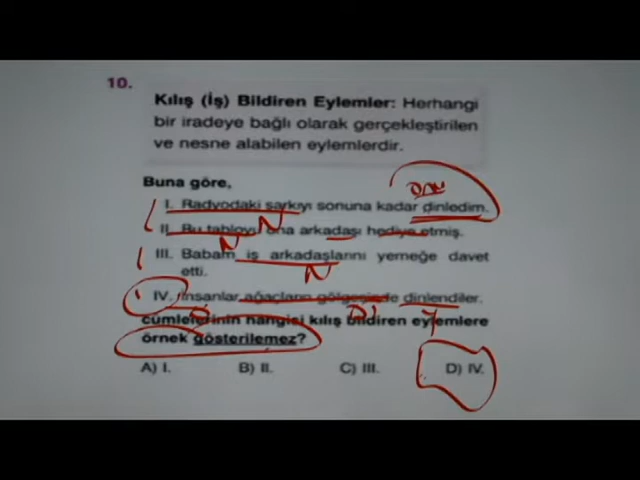 10.
Kılış (İş) Bildiren Eylemler: Herhangi
bir iradeye bağlı olarak gerçekleştirilen
ve nesne alabilen eylemlerdir.
Buna göre,
I. Radyodaki şarkıyı sonuna kadar dinledim.
N
II. Bu tabloyu ona arkadaşı hediye etmiş.
N
III. Babam iş arkadaşlarını yemeğe davet
etti.
N
IV. İnsanlar ağaçların gölgesinde dinlendiler.
Ö
Y
cümlelerinin hangisi kılış bildiren eylemlere
örnek gösterilemez?
A) I. B) II. C) III. D) IV.